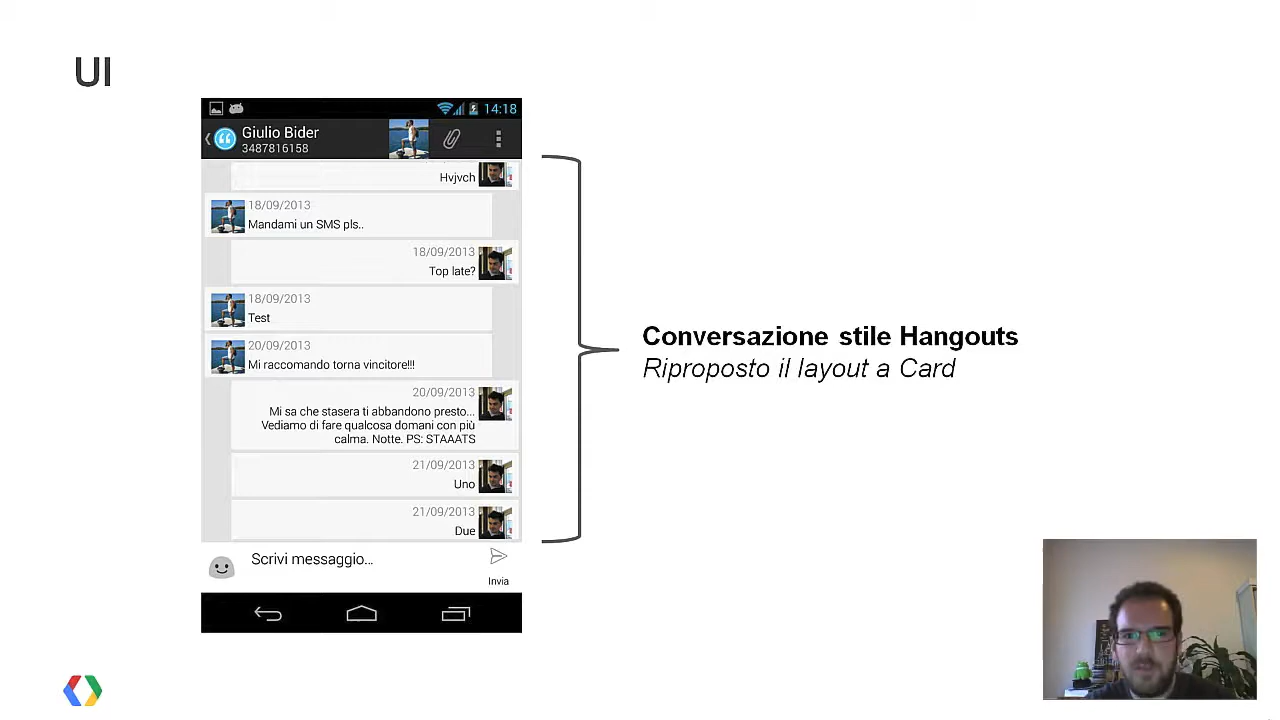 UI
14:18
Giulio Bider
3487816158
Hvjvch
18/09/2013
Mandami un SMS pls..
18/09/2013
Top late?
18/09/2013
Test
20/09/2013
Mi raccomando torna vincitore!!!
20/09/2013
Mi sa che stasera ti abbandono presto...
Vediamo di fare qualcosa domani con più
calma. Notte. PS: STAAATS
21/09/2013
Uno
21/09/2013
Due
Scrivi messaggio...
Invia
Conversazione stile Hangouts
Riproposto il layout a Card